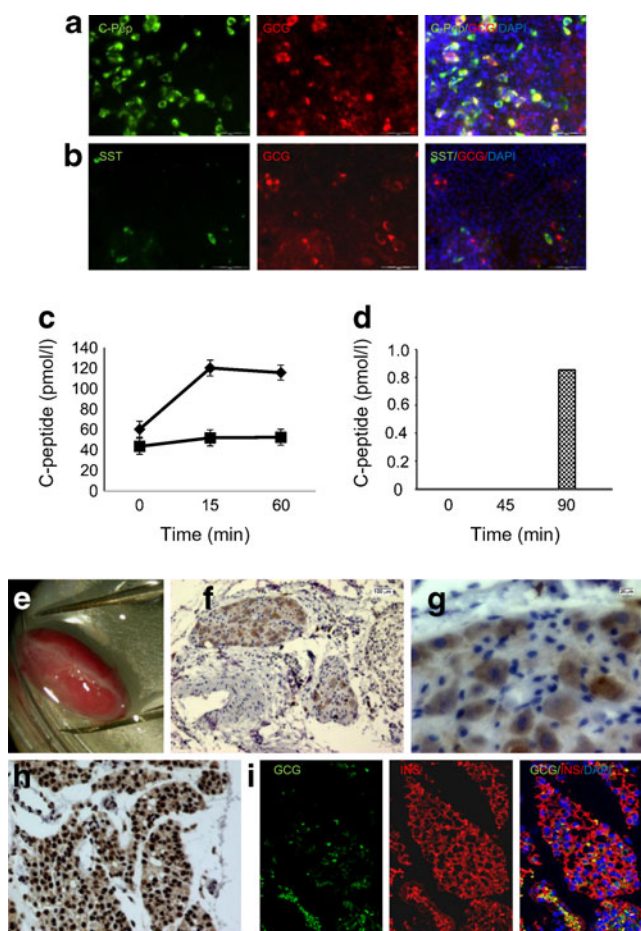 a
C-Pep
GCG
C-Pep/GCG/DAPI
b
SST
GCG
SST/GCG/DAPI
c
C-peptide (pmol/l)
140
120
100
80
60
40
20
0
0 15 60
Time (min)
d
C-peptide (pmol/l)
1.0
0.8
0.6
0.4
0.2
0
0 45 90
Time (min)
e
f
g
h
i
GCG
INS
GCG/INS/DAPI